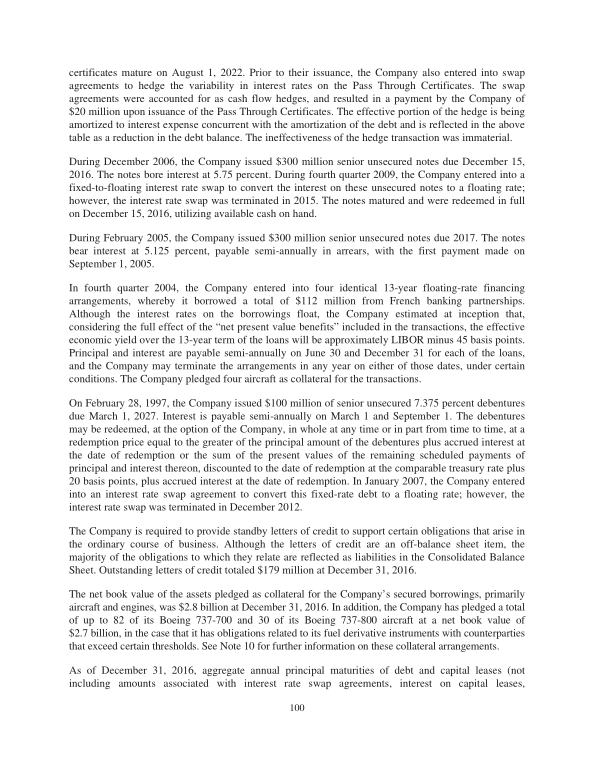 certificates mature on August 1, 2022. Prior to their issuance, the Company also entered into swap
agreements to hedge the variability in interest rates on the Pass Through Certificates. The swap
agreements were accounted for as cash flow hedges, and resulted in a payment by the Company of
$20 million upon issuance of the Pass Through Certificates. The effective portion of the hedge is being
amortized to interest expense concurrent with the amortization of the debt and is reflected in the above
table as a reduction in the debt balance. The ineffectiveness of the hedge transaction was immaterial.
During December 2006, the Company issued $300 million senior unsecured notes due December 15,
2016. The notes bore interest at 5.75 percent. During fourth quarter 2009, the Company entered into a
fixed-to-floating interest rate swap to convert the interest on these unsecured notes to a floating rate;
however, the interest rate swap was terminated in 2015. The notes matured and were redeemed in full
on December 15, 2016, utilizing available cash on hand.
During February 2005, the Company issued $300 million senior unsecured notes due 2017. The notes
bear interest at 5.125 percent, payable semi-annually in arrears, with the first payment made on
September 1, 2005.
In fourth quarter 2004, the Company entered into four identical 13-year floating-rate financing
arrangements, whereby it borrowed a total of $112 million from French banking partnerships.
Although the interest rates on the borrowings float, the Company estimated at inception that,
considering the full effect of the “net present value benefits” included in the transactions, the effective
economic yield over the 13-year term of the loans will be approximately LIBOR minus 45 basis points.
Principal and interest are payable semi-annually on June 30 and December 31 for each of the loans,
and the Company may terminate the arrangements in any year on either of those dates, under certain
conditions. The Company pledged four aircraft as collateral for the transactions.
On February 28, 1997, the Company issued $100 million of senior unsecured 7.375 percent debentures
due March 1, 2027. Interest is payable semi-annually on March 1 and September 1. The debentures
may be redeemed, at the option of the Company, in whole at any time or in part from time to time, at a
redemption price equal to the greater of the principal amount of the debentures plus accrued interest at
the date of redemption or the sum of the present values of the remaining scheduled payments of
principal and interest thereon, discounted to the date of redemption at the comparable treasury rate plus
20 basis points, plus accrued interest at the date of redemption. In January 2007, the Company entered
into an interest rate swap agreement to convert this fixed-rate debt to a floating rate; however, the
interest rate swap was terminated in December 2012.
The Company is required to provide standby letters of credit to support certain obligations that arise in
the ordinary course of business. Although the letters of credit are an off-balance sheet item, the
majority of the obligations to which they relate are reflected as liabilities in the Consolidated Balance
Sheet. Outstanding letters of credit totaled $179 million at December 31, 2016.
The net book value of the assets pledged as collateral for the Company’s secured borrowings, primarily
aircraft and engines, was $2.8 billion at December 31, 2016. In addition, the Company has pledged a total
of up to 82 of its Boeing 737-700 and 30 of its Boeing 737-800 aircraft at a net book value of
$2.7 billion, in the case that it has obligations related to its fuel derivative instruments with counterparties
that exceed certain thresholds. See Note 10 for further information on these collateral arrangements.
As of December 31, 2016, aggregate annual principal maturities of debt and capital leases (not
including amounts associated with interest rate swap agreements, interest on capital leases,
100